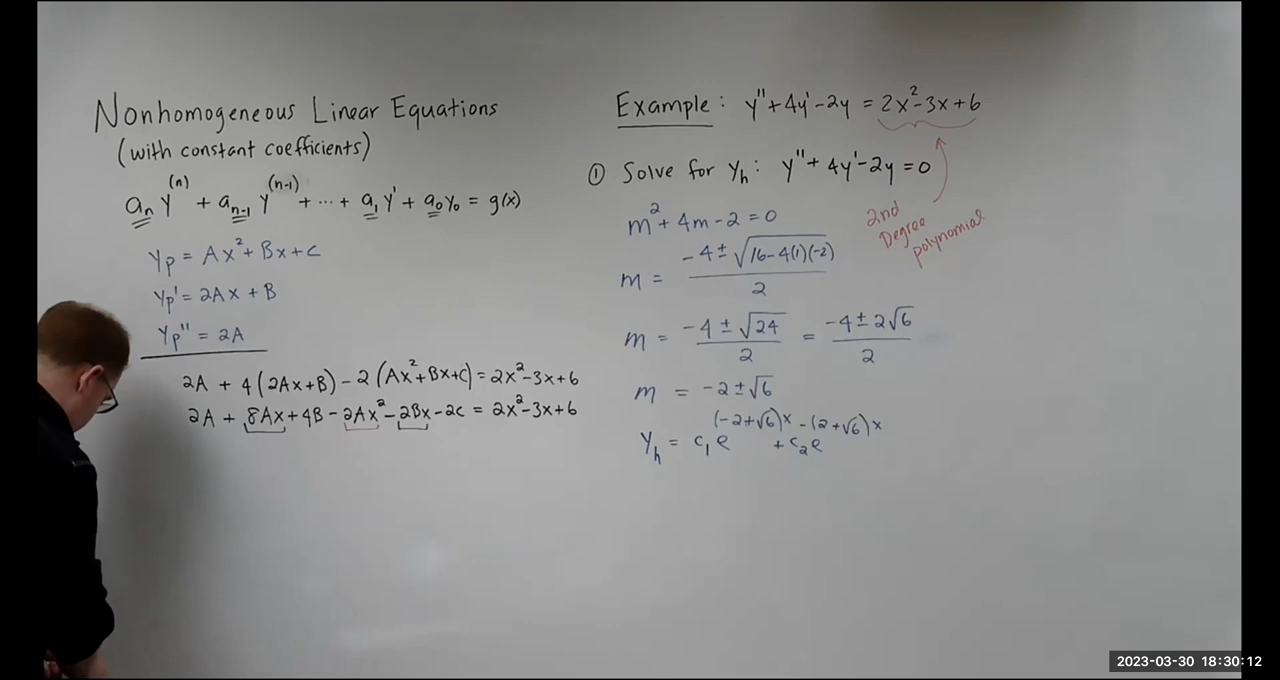 Nonhomogeneous Linear Equations
(with constant coefficients)
aₙ y⁽ⁿ⁾ + aₙ₋₁ y⁽ⁿ⁻¹⁾ + ... + a₁ y' + a₀ y₀ = g(x)
Yp = Ax² + Bx + C
Yp' = 2Ax + B
Yp'' = 2A
2A + 4(2Ax+B) - 2(Ax²+Bx+C) = 2x²-3x+6
2A + 8Ax + 4B - 2Ax² - 2Bx - 2C = 2x²-3x+6
Example: y'' + 4y' - 2y = 2x² - 3x + 6
① Solve for Yh: y'' + 4y' - 2y = 0
2nd
Degree
polynomial
m² + 4m - 2 = 0
m = (-4 ± √(16-4(1)(-2))) / 2
m = (-4 ± √24) / 2 = (-4 ± 2√6) / 2
m = -2 ± √6
Yh = c₁e^((-2+√6)x) + c₂e^(-(2+√6)x)
2023-03-30 18:30:12